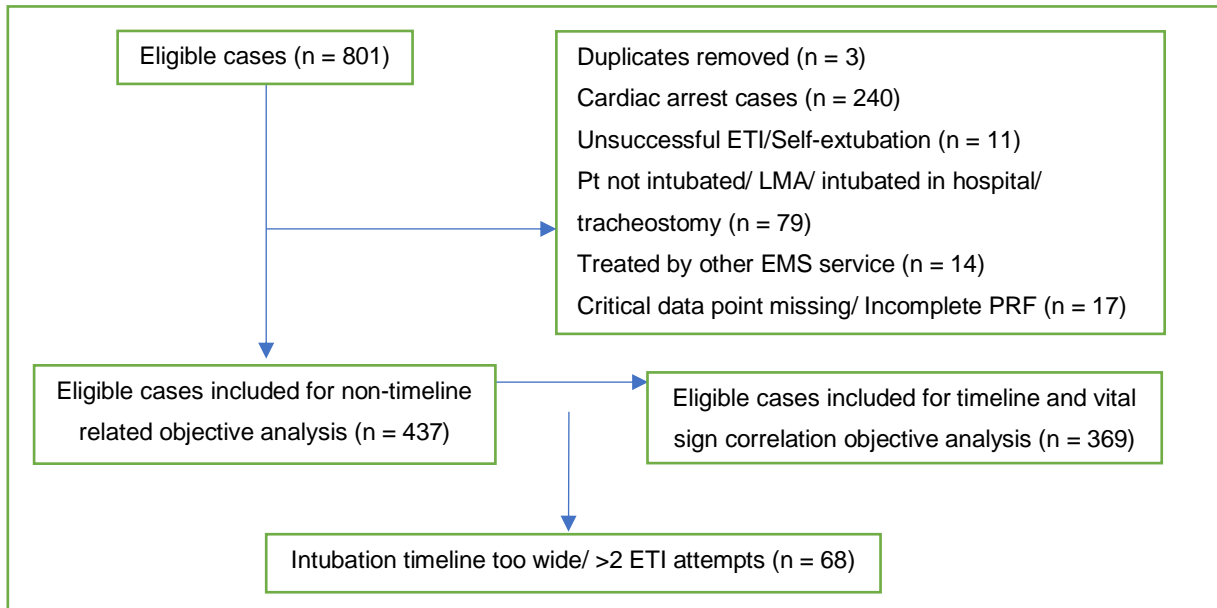 Eligible cases (n = 801)
Duplicates removed (n = 3)
Cardiac arrest cases (n = 240)
Unsuccessful ETI/Self-extubation (n = 11)
Pt not intubated/ LMA/ intubated in hospital/
tracheostomy (n = 79)
Treated by other EMS service (n = 14)
Critical data point missing/ Incomplete PRF (n = 17)
Eligible cases included for non-timeline
related objective analysis (n = 437)
Eligible cases included for timeline and vital
sign correlation objective analysis (n = 369)
Intubation timeline too wide/ >2 ETI attempts (n = 68)